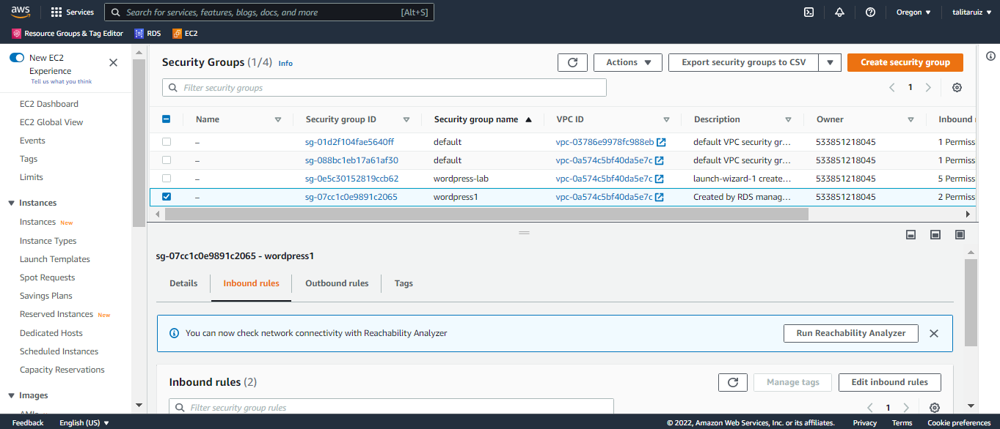 aws Services Search for services, features, blogs, docs, and more [Alt+S] Oregon ▼ talitaruiz ▼
Resource Groups & Tag Editor RDS EC2
New EC2
Experience
Tell us what you think
EC2 Dashboard
EC2 Global View
Events
Tags
Limits
Instances
Instances New
Instance Types
Launch Templates
Spot Requests
Savings Plans
Reserved Instances New
Dedicated Hosts
Scheduled Instances
Capacity Reservations
Images
Security Groups (1/4) Info
Actions ▼ Export security groups to CSV ▼ Create security group
Filter security groups
1
Name Security group ID Security group name ▲ VPC ID Description Owner Inbound
– sg-01d2f104fae5640ff default vpc-03786e9978fc988eb default VPC security gr... 533851218045 1 Permiss
– sg-088bc1eb17a61af30 default vpc-0a574c5bf40da5e7c default VPC security gr... 533851218045 1 Permiss
– sg-0e5c30152819ccb62 wordpress-lab vpc-0a574c5bf40da5e7c launch-wizard-1 create... 533851218045 5 Permiss
– sg-07cc1c0e9891c2065 wordpress1 vpc-0a574c5bf40da5e7c Created by RDS manag... 533851218045 2 Permiss
sg-07cc1c0e9891c2065 - wordpress1
Details Inbound rules Outbound rules Tags
You can now check network connectivity with Reachability Analyzer Run Reachability Analyzer
Inbound rules (2) Manage tags Edit inbound rules
Filter security group rules 1
Feedback English (US) ▼ © 2022, Amazon Web Services, Inc. or its affiliates. Privacy Terms Cookie preferences